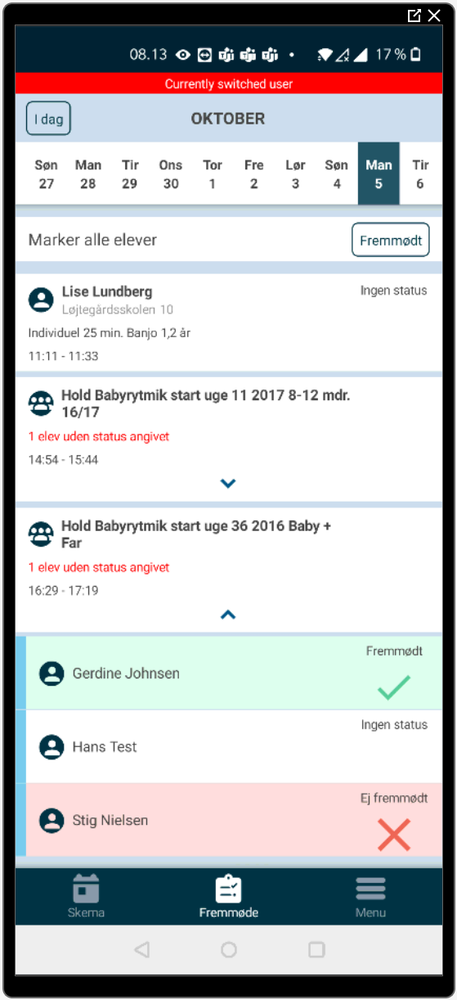 08.13 17 %
Currently switched user
I dag OKTOBER
Søn Man Tir Ons Tor Fre Lør Søn Man Tir
27 28 29 30 1 2 3 4 5 6
Marker alle elever Fremmødt
Lise Lundberg Ingen status
Løjtegårdsskolen 10
Individuel 25 min. Banjo 1,2 år
11:11 - 11:33
Hold Babyrytmik start uge 11 2017 8-12 mdr.
16/17
1 elev uden status angivet
14:54 - 15:44
Hold Babyrytmik start uge 36 2016 Baby +
Far
1 elev uden status angivet
16:29 - 17:19
Fremmødt
Gerdine Johnsen
Ingen status
Hans Test
Ej fremmødt
Stig Nielsen
Skema Fremmøde Menu